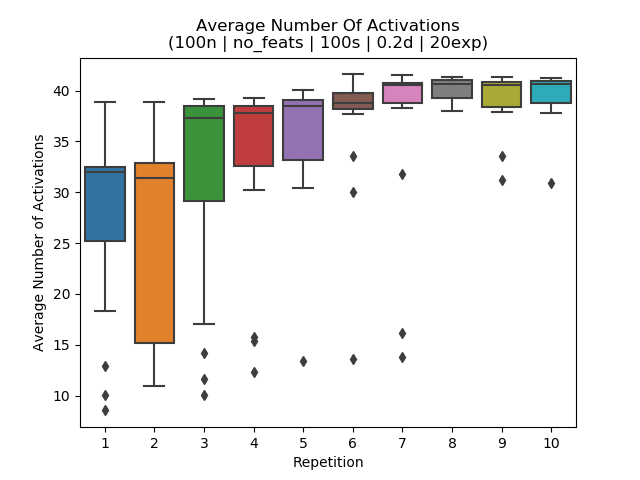 Average Number Of Activations
(100n | no_feats | 100s | 0.2d | 20exp)
Average Number of Activations
40
35
30
25
20
15
10
1 2 3 4 5 6 7 8 9 10
Repetition